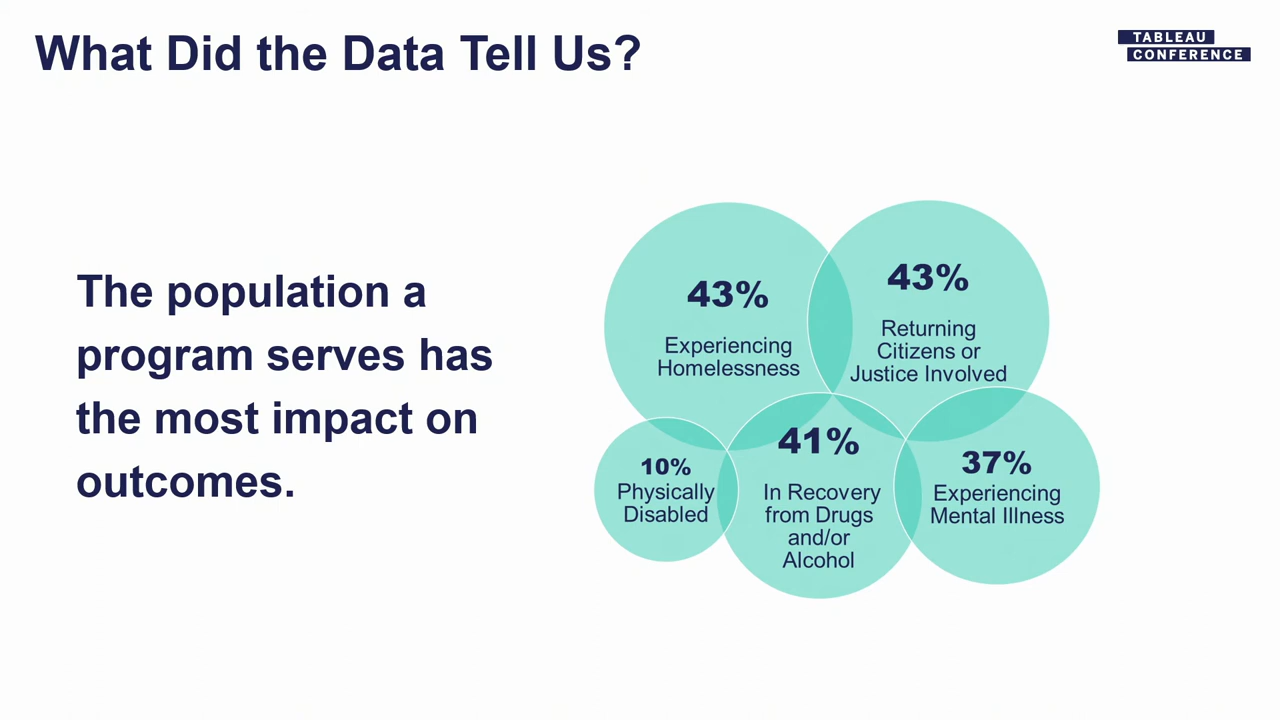 What Did the Data Tell Us?
TABLEAU
CONFERENCE
The population a
program serves has
the most impact on
outcomes.
43%
Experiencing
Homelessness
43%
Returning
Citizens or
Justice Involved
10%
Physically
Disabled
41%
In Recovery
from Drugs
and/or
Alcohol
37%
Experiencing
Mental Illness